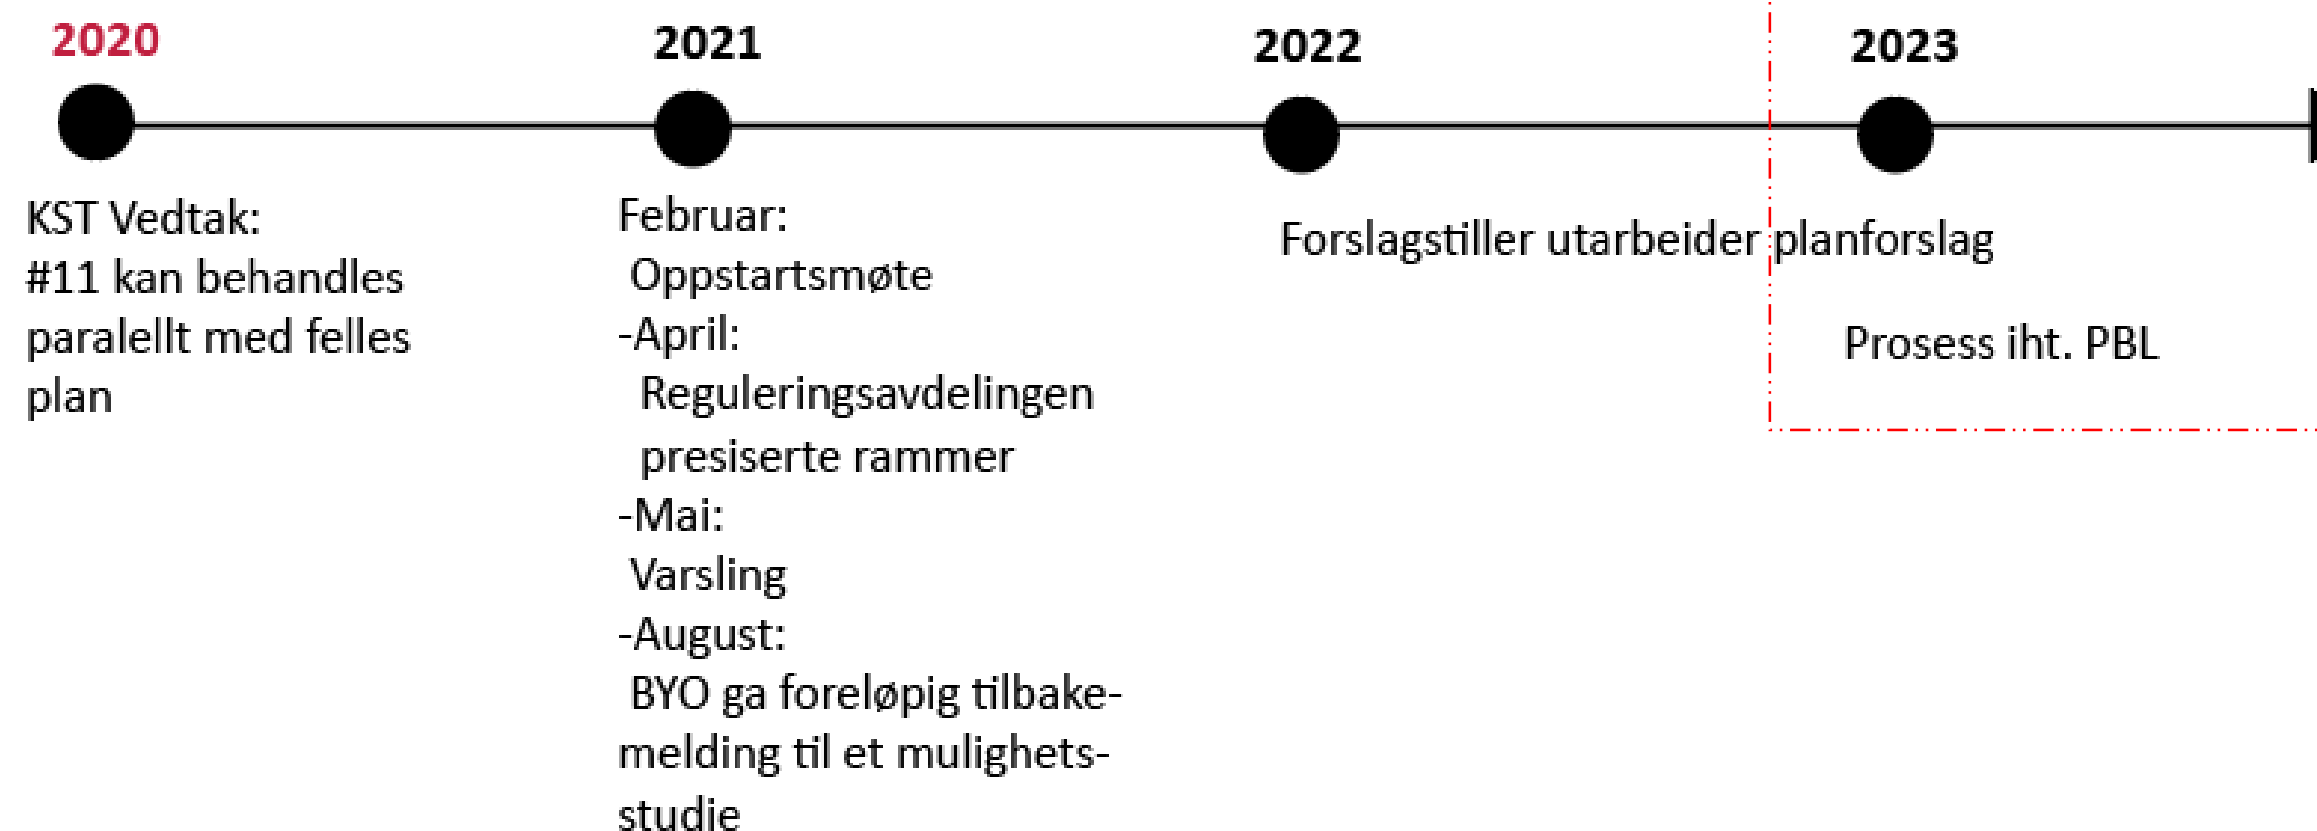 2020
2021
2022
2023
KST Vedtak:
#11 kan behandles
paralellt med felles
plan
Februar:
Oppstartsmøte
-April:
Reguleringsavdelingen
presiserte rammer
-Mai:
Varsling
-August:
BYO ga foreløpig tilbake-
melding til et mulighets-
studie
Forslagstiller utarbeider planforslag
Prosess iht. PBL